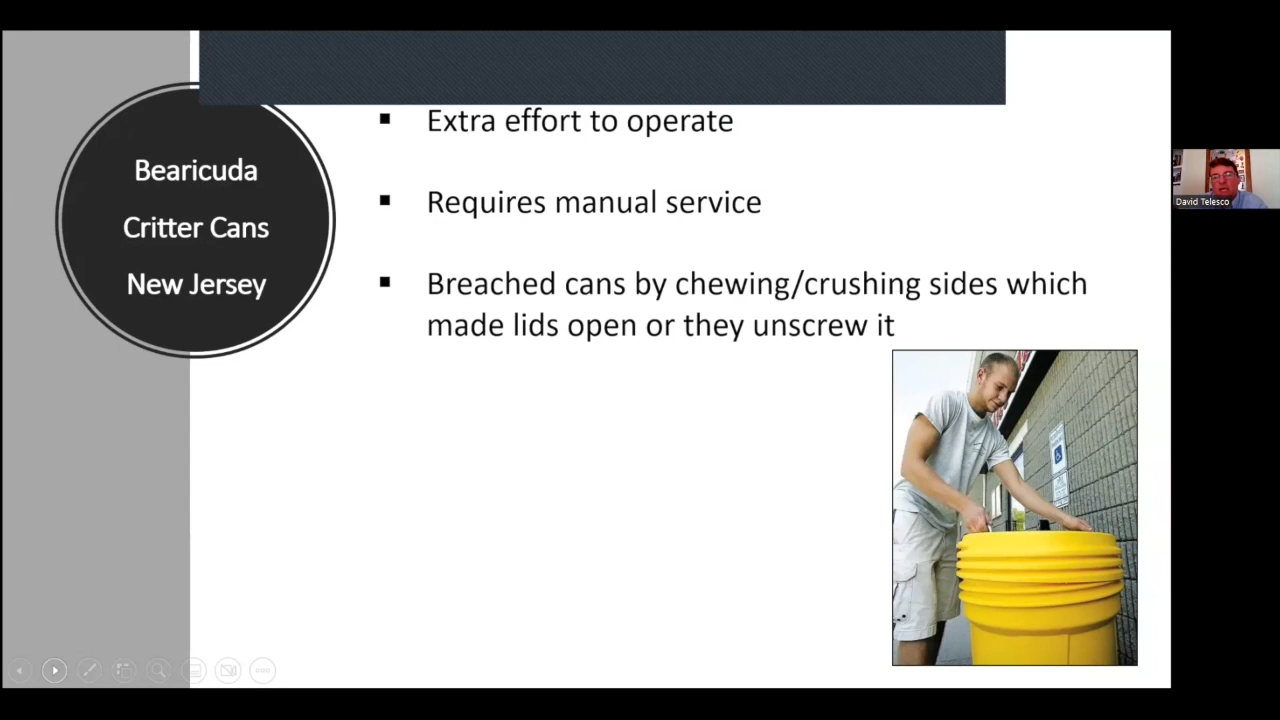 Bearicuda
Critter Cans
New Jersey
▪ Extra effort to operate
▪ Requires manual service
▪ Breached cans by chewing/crushing sides which
made lids open or they unscrew it
David Telesco